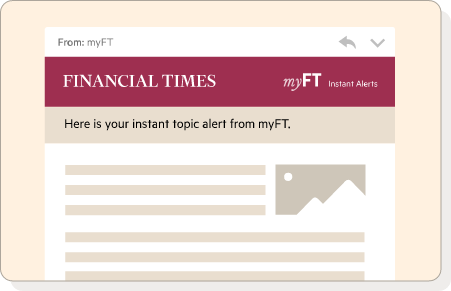 From: myFT
FINANCIAL TIMES
myFT Instant Alerts
Here is your instant topic alert from myFT.